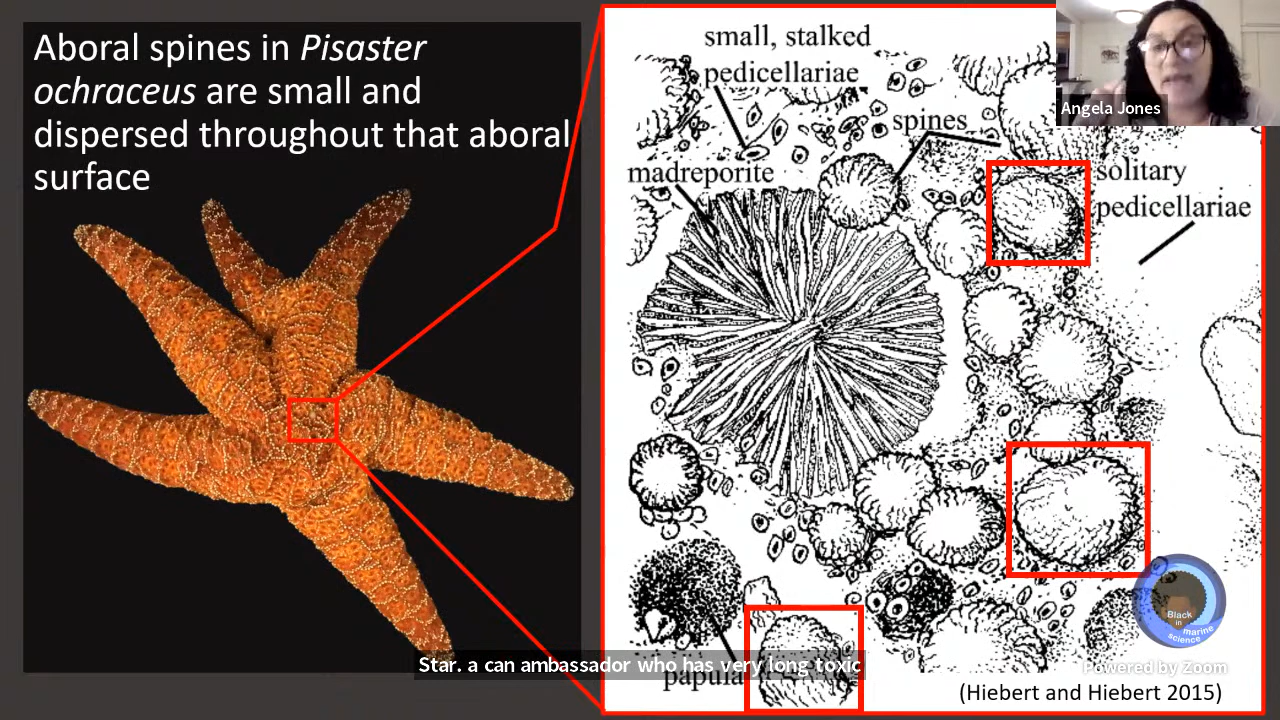 Aboral spines in Pisaster
ochraceus are small and
dispersed throughout that aboral
surface
small, stalked
pedicellariae
spines
madreporite
solitary
pedicellariae
papula
Angela Jones
Black
in
marine
science
Star. a can ambassador who has very long toxic
Powered by Zoom
(Hiebert and Hiebert 2015)